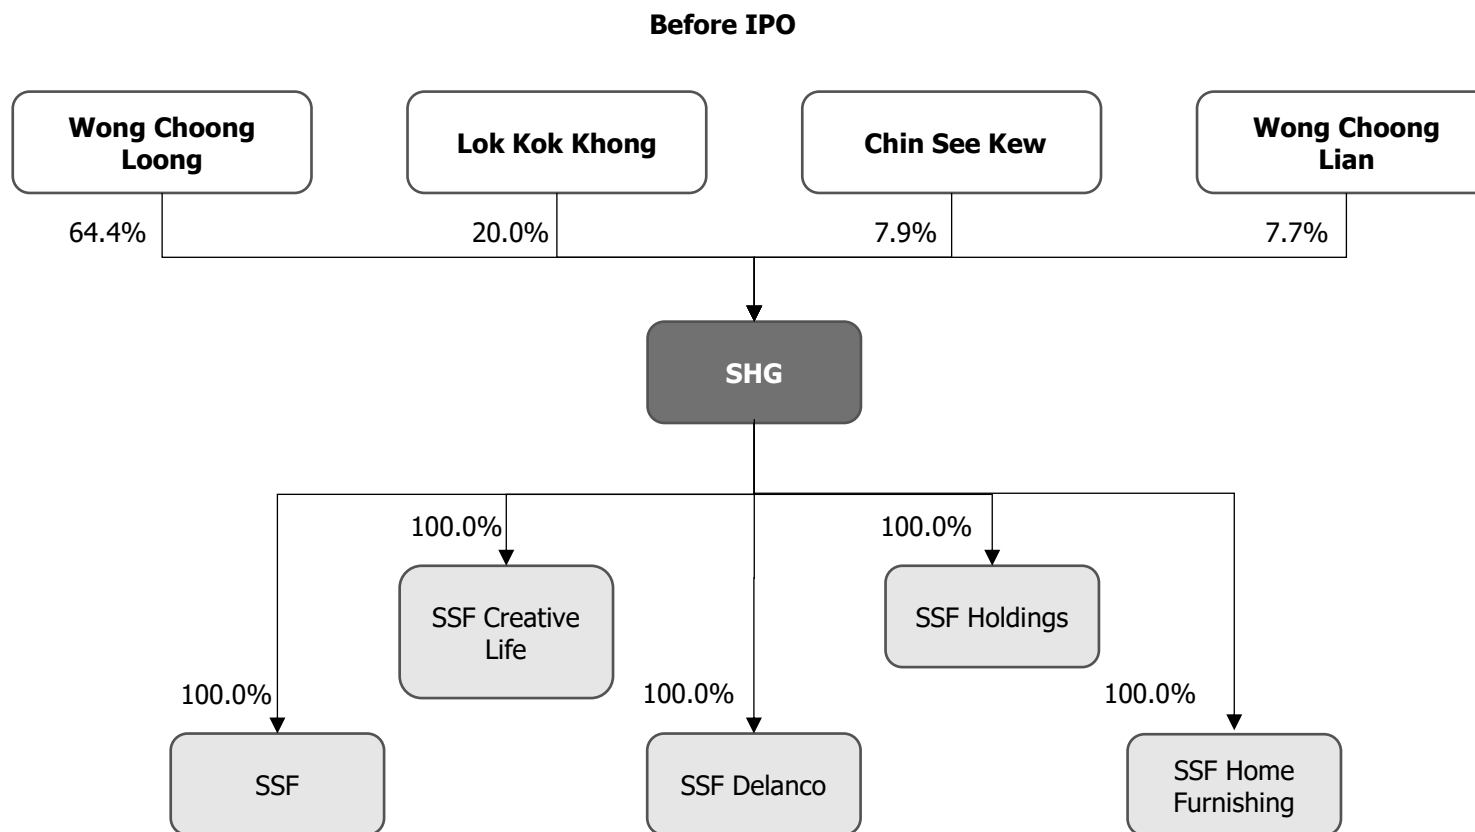 Before IPO
Wong Choong
Loong
Lok Kok Khong
Chin See Kew
Wong Choong
Lian
64.4%
20.0%
7.9%
7.7%
SHG
100.0%
100.0%
SSF Creative
Life
SSF Holdings
100.0%
100.0%
100.0%
SSF
SSF Delanco
SSF Home
Furnishing